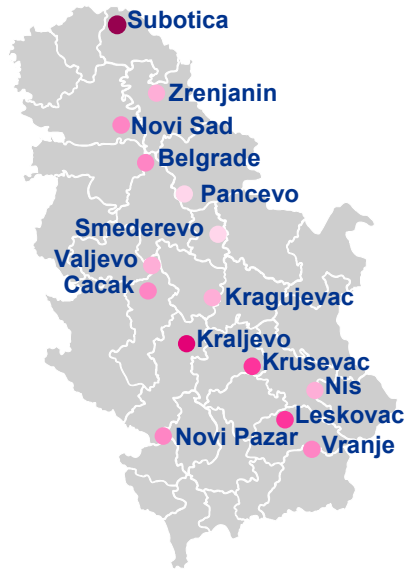 Subotica
Zrenjanin
Novi Sad
Belgrade
Pancevo
Smederevo
Valjevo
Cacak
Kragujevac
Kraljevo
Krusevac
Nis
Leskovac
Novi Pazar
Vranje